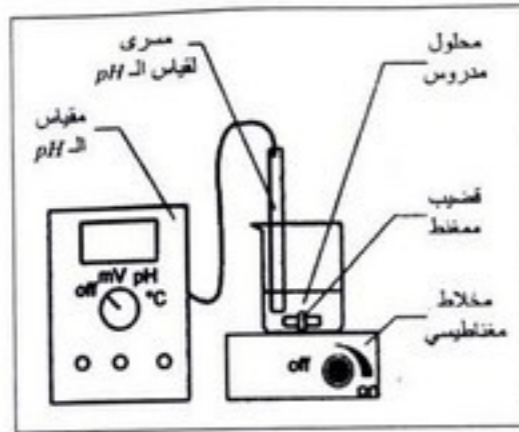 مسرى
لقياس الـ pH
محلول
مدروس
مقياس
الـ pH
قضيب
ممغنط
مخلاط
مغناطيسي
off mV pH °C
off
on